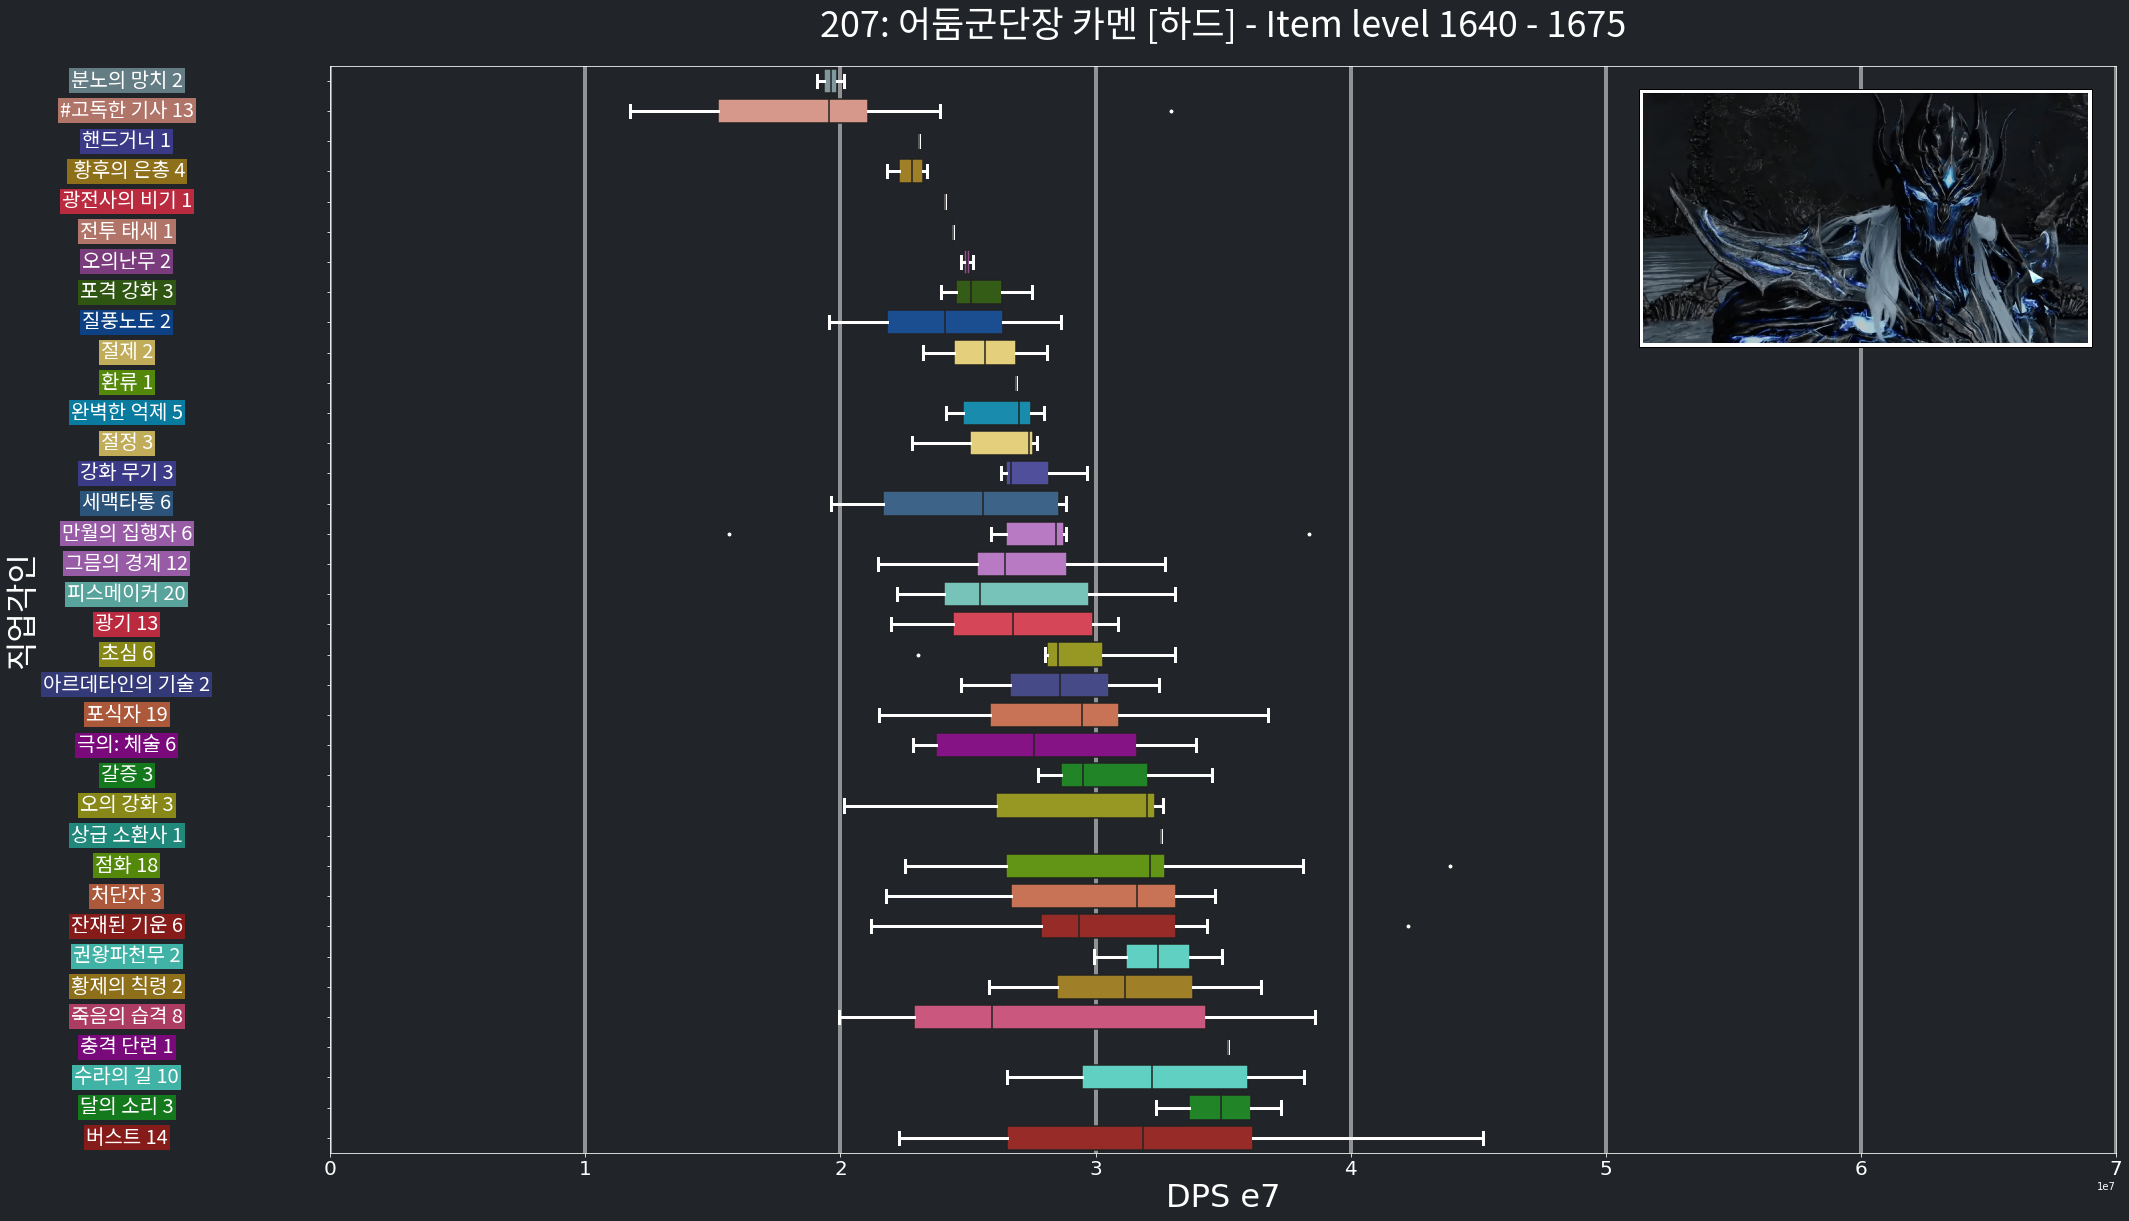 207: 어둠군단장 카멘 [하드] - Item level 1640 - 1675
직업각인
분노의 망치 2
#고독한 기사 13
핸드거너 1
황후의 은총 4
광전사의 비기 1
전투 태세 1
오의난무 2
포격 강화 3
질풍노도 2
절제 2
환류 1
완벽한 억제 5
절정 3
강화 무기 3
세맥타통 6
만월의 집행자 6
그믐의 경계 12
피스메이커 20
광기 13
초심 6
아르데타인의 기술 2
포식자 19
극의: 체술 6
갈증 3
오의 강화 3
상급 소환사 1
점화 18
처단자 3
잔재된 기운 6
권왕파천무 2
황제의 칙령 2
죽음의 습격 8
충격 단련 1
수라의 길 10
달의 소리 3
버스트 14
0 1 2 3 4 5 6 7
1e7
DPS e7